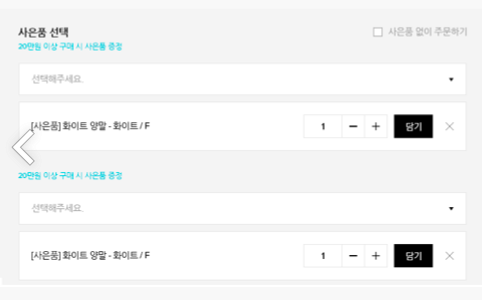 사은품 선택
사은품 없이 주문하기
20만원 이상 구매 시 사은품 증정
선택해주세요.
[사은품] 화이트 양말 - 화이트 / F 1 − + 담기 ×
20만원 이상 구매 시 사은품 증정
선택해주세요.
[사은품] 화이트 양말 - 화이트 / F 1 − + 담기 ×